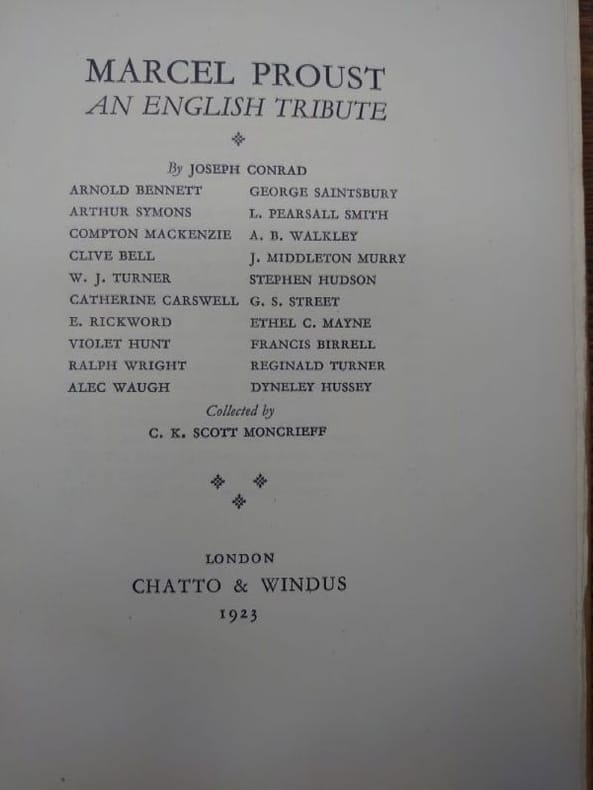 MARCEL PROUST
AN ENGLISH TRIBUTE
By JOSEPH CONRAD
ARNOLD BENNETT GEORGE SAINTSBURY
ARTHUR SYMONS L. PEARSALL SMITH
COMPTON MACKENZIE A. B. WALKLEY
CLIVE BELL J. MIDDLETON MURRY
W. J. TURNER STEPHEN HUDSON
CATHERINE CARSWELL G. S. STREET
E. RICKWORD ETHEL C. MAYNE
VIOLET HUNT FRANCIS BIRRELL
RALPH WRIGHT REGINALD TURNER
ALEC WAUGH DYNELEY HUSSEY
Collected by
C. K. SCOTT MONCRIEFF
LONDON
CHATTO & WINDUS
1923